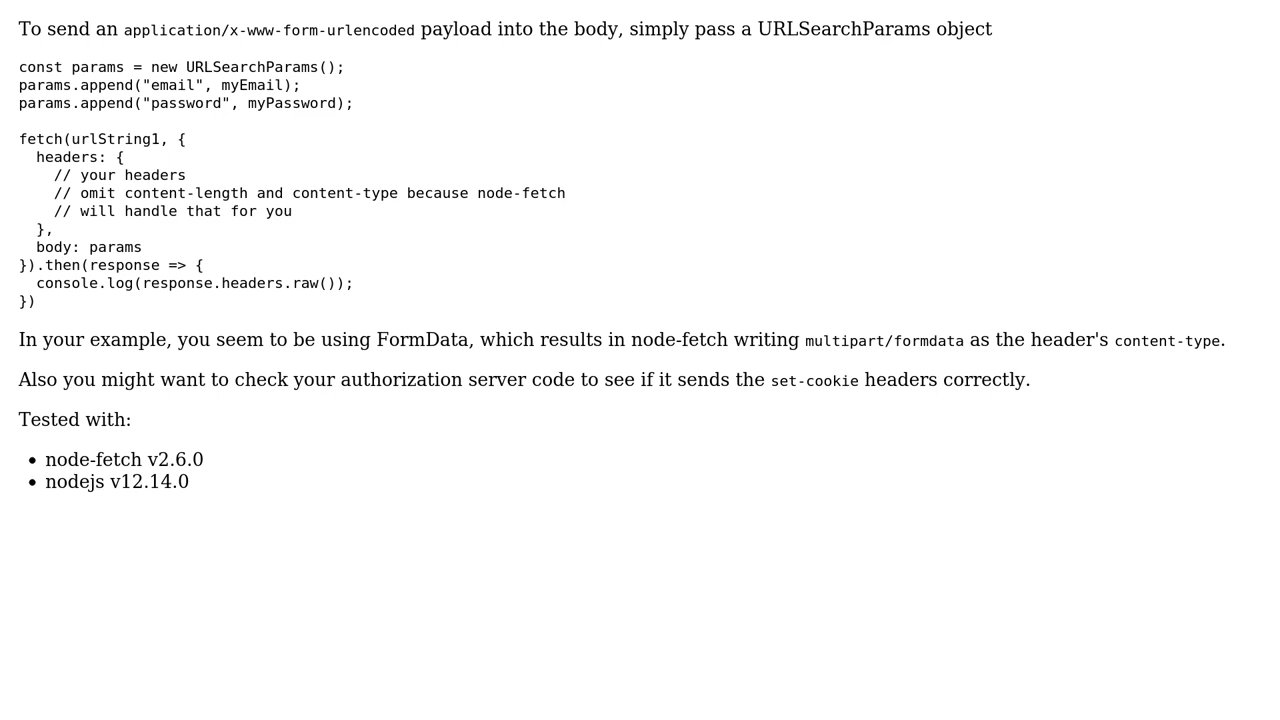 To send an application/x-www-form-urlencoded payload into the body, simply pass a URLSearchParams object
const params = new URLSearchParams();
params.append("email", myEmail);
params.append("password", myPassword);

fetch(urlString1, {
  headers: {
    // your headers
    // omit content-length and content-type because node-fetch
    // will handle that for you
  },
  body: params
}).then(response => {
  console.log(response.headers.raw());
})
In your example, you seem to be using FormData, which results in node-fetch writing multipart/formdata as the header's content-type.
Also you might want to check your authorization server code to see if it sends the set-cookie headers correctly.
Tested with:
• node-fetch v2.6.0
• nodejs v12.14.0